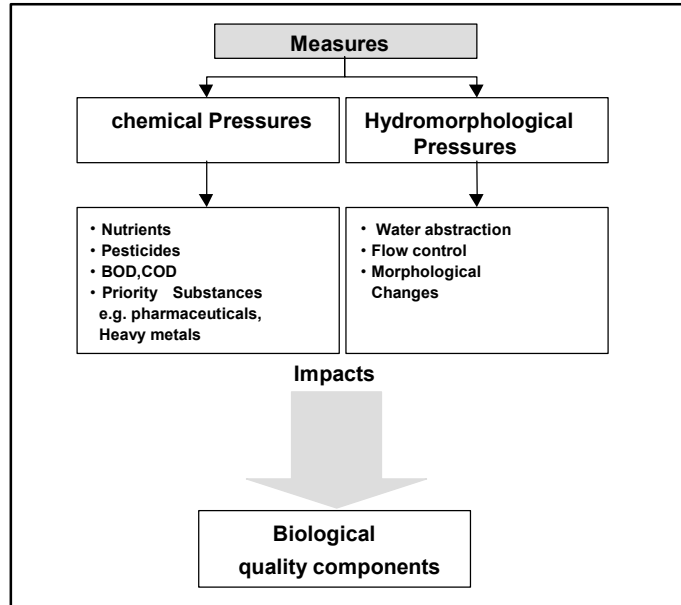 Measures
chemical Pressures
Hydromorphological
Pressures
• Nutrients
• Pesticides
• BOD,COD
• Priority Substances
e.g. pharmaceuticals,
Heavy metals
• Water abstraction
• Flow control
• Morphological
Changes
Impacts
Biological
quality components